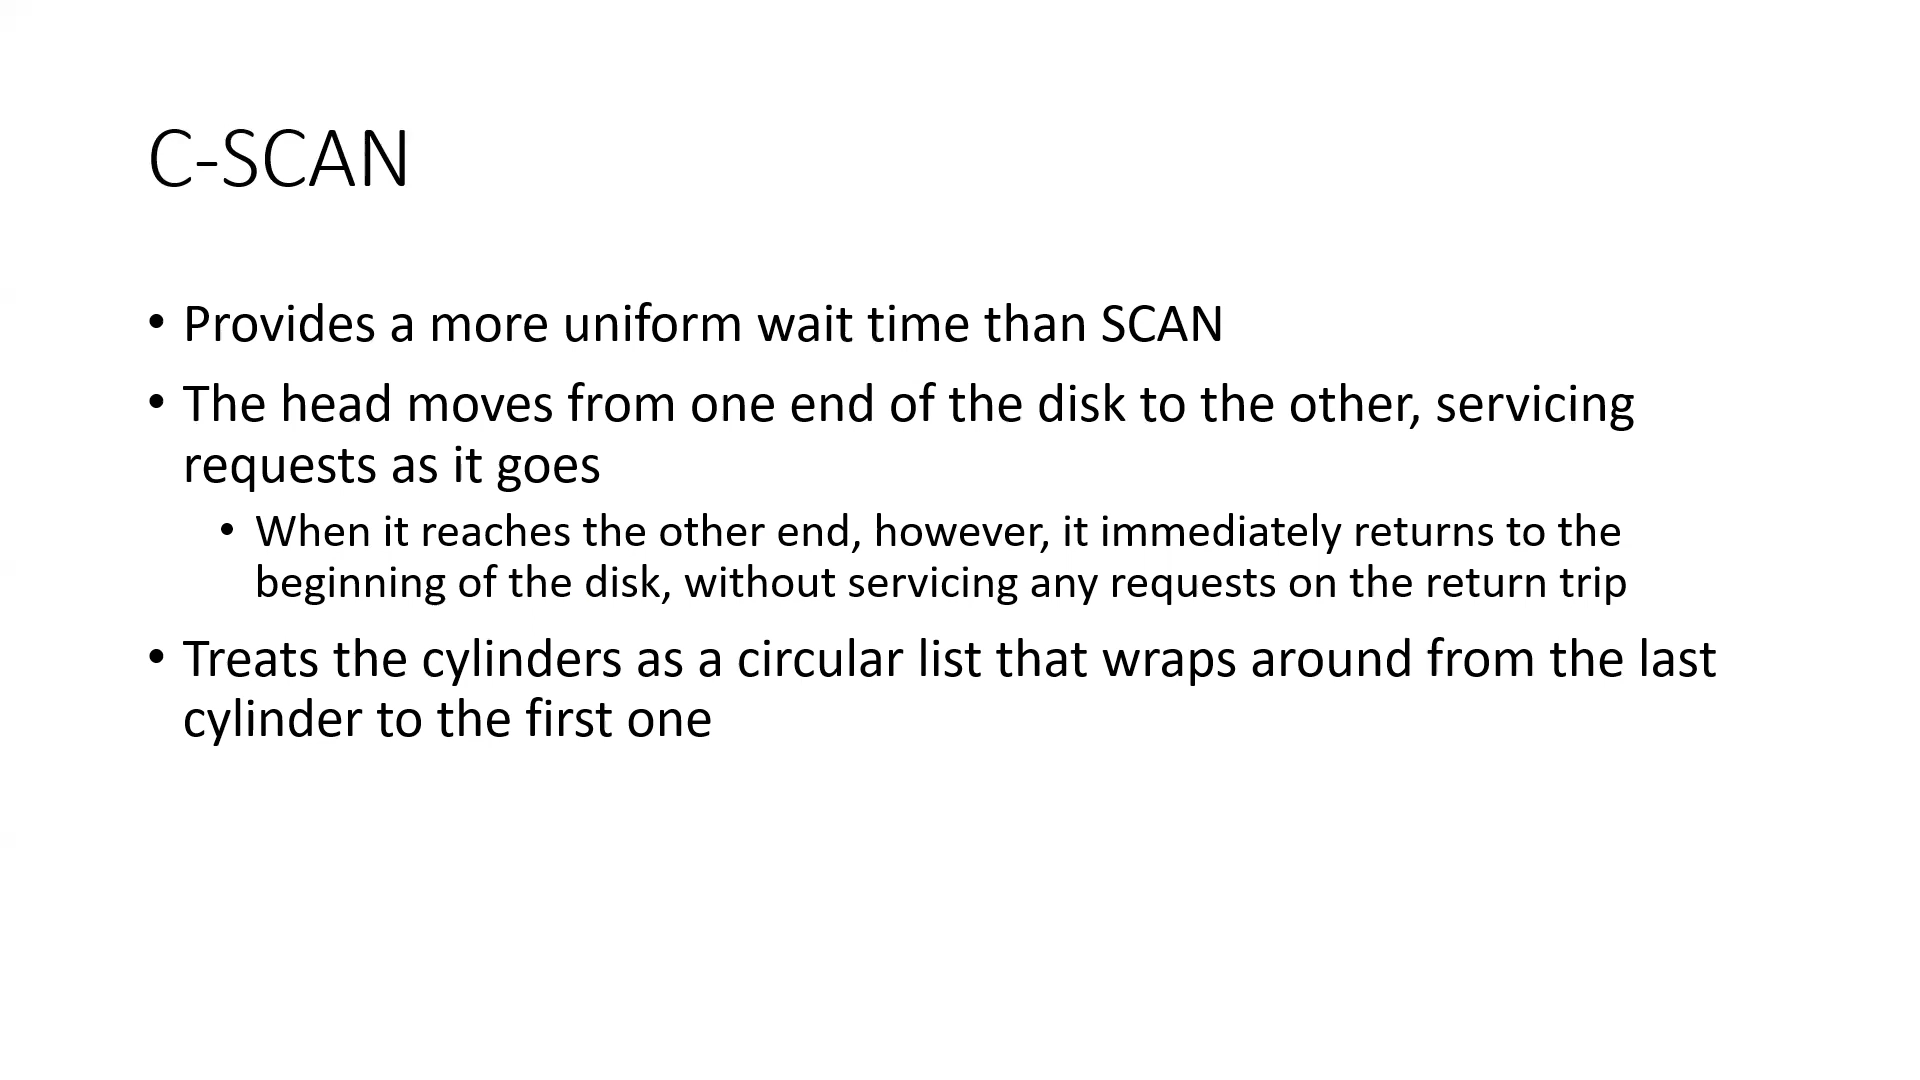 C-SCAN
• Provides a more uniform wait time than SCAN
• The head moves from one end of the disk to the other, servicing
requests as it goes
• When it reaches the other end, however, it immediately returns to the
beginning of the disk, without servicing any requests on the return trip
• Treats the cylinders as a circular list that wraps around from the last
cylinder to the first one